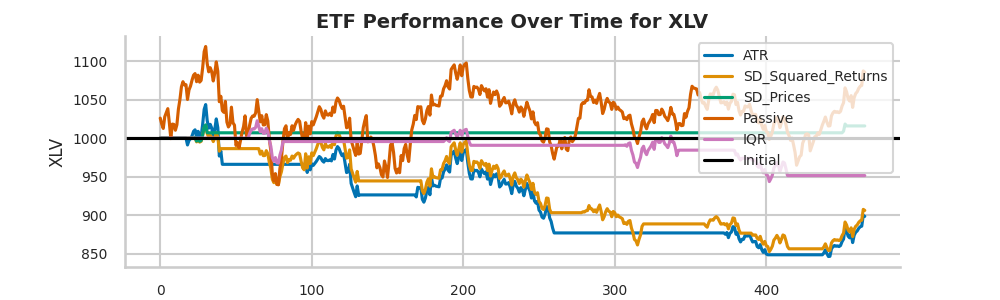 ETF Performance Over Time for XLV
XLV
1100
1050
1000
950
900
850
0 100 200 300 400
ATR
SD_Squared_Returns
SD_Prices
Passive
IQR
Initial